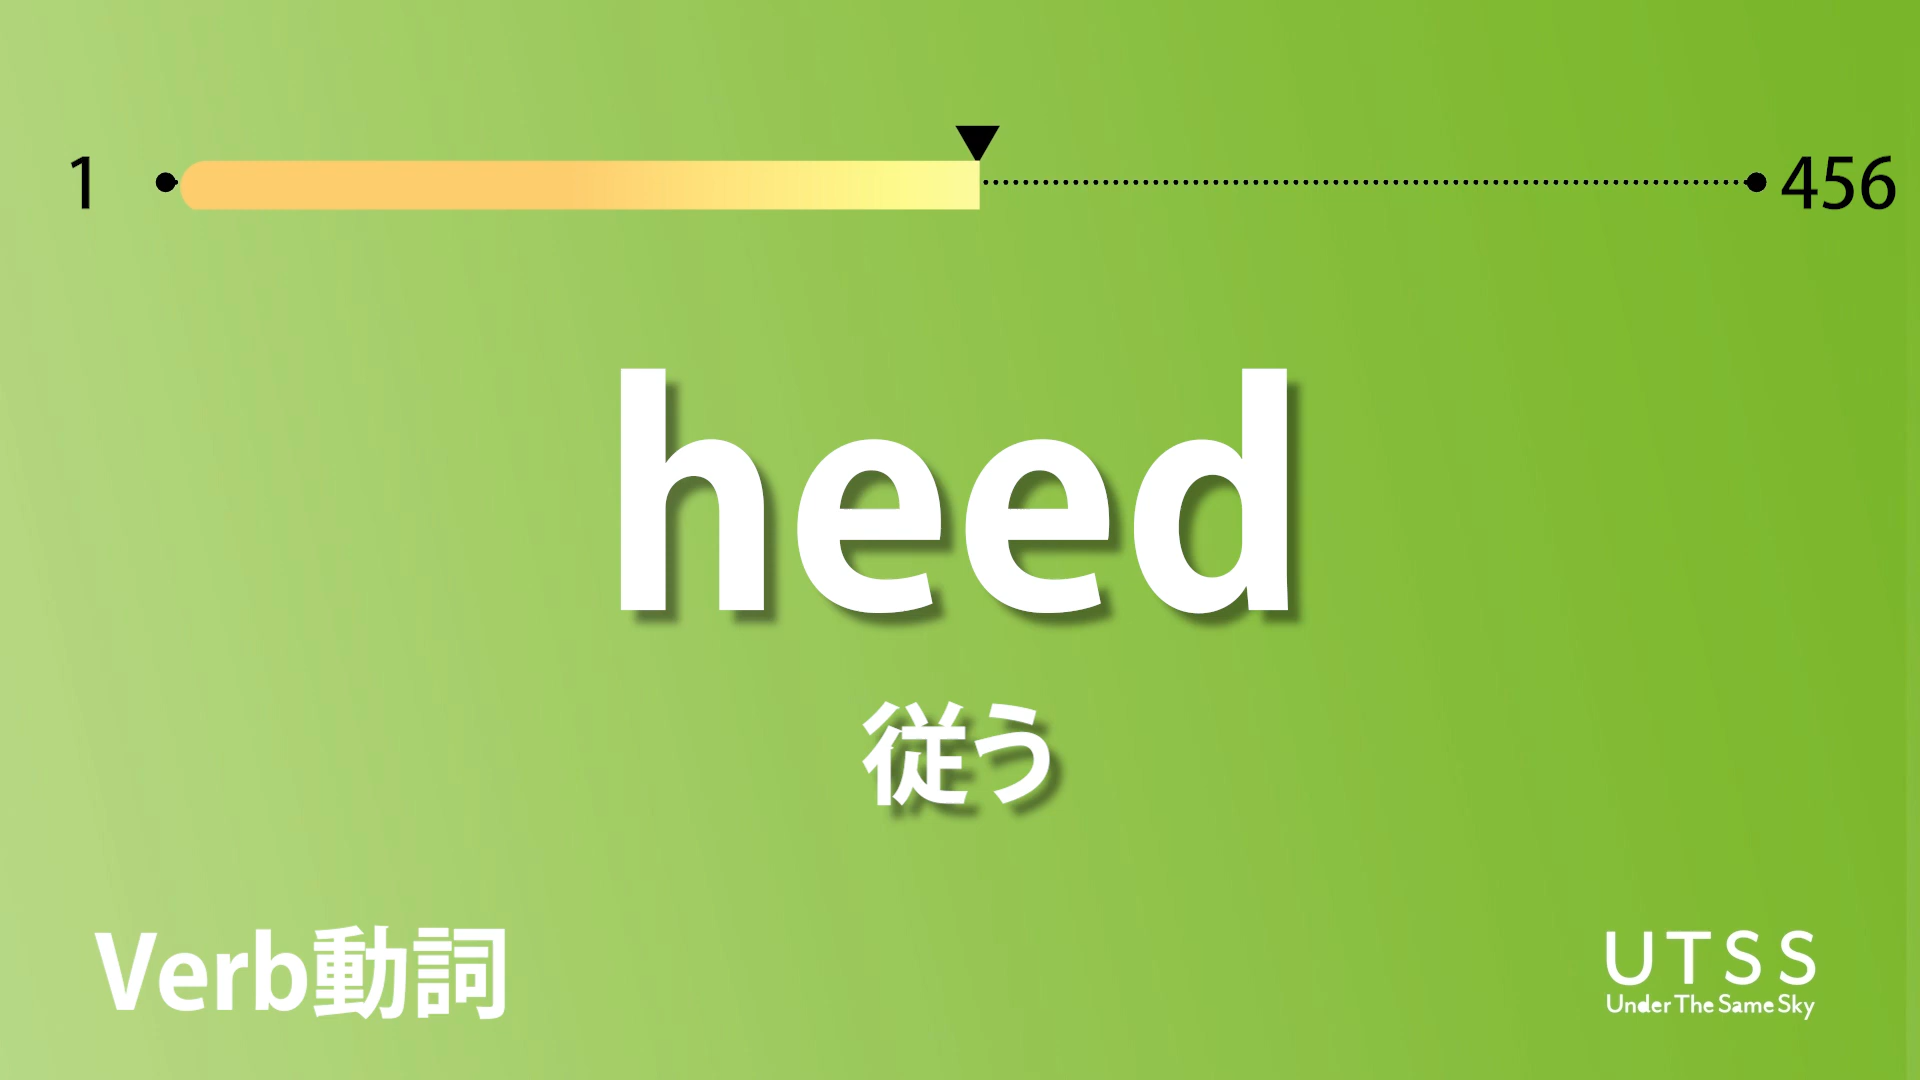 1
456
heed
従う
Verb動詞
UTSS
Under The Same Sky